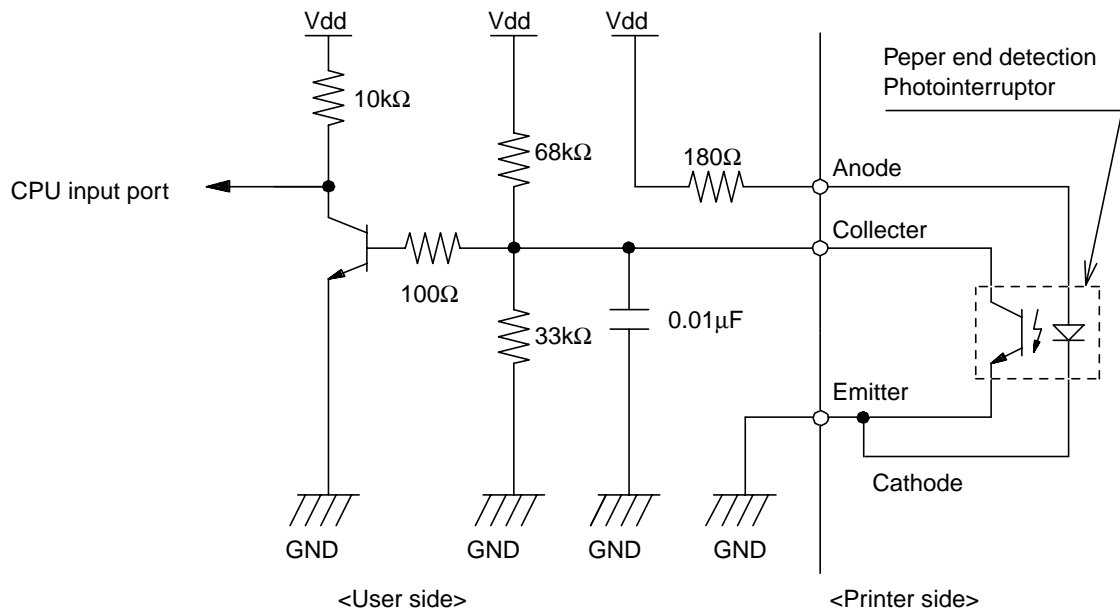 Vdd
Vdd
Vdd
Peper end detection
Photointerruptor
10kΩ
68kΩ
180Ω
Anode
CPU input port
Collecter
100Ω
0.01μF
33kΩ
Emitter
Cathode
GND
GND
GND
GND
<User side>
<Printer side>